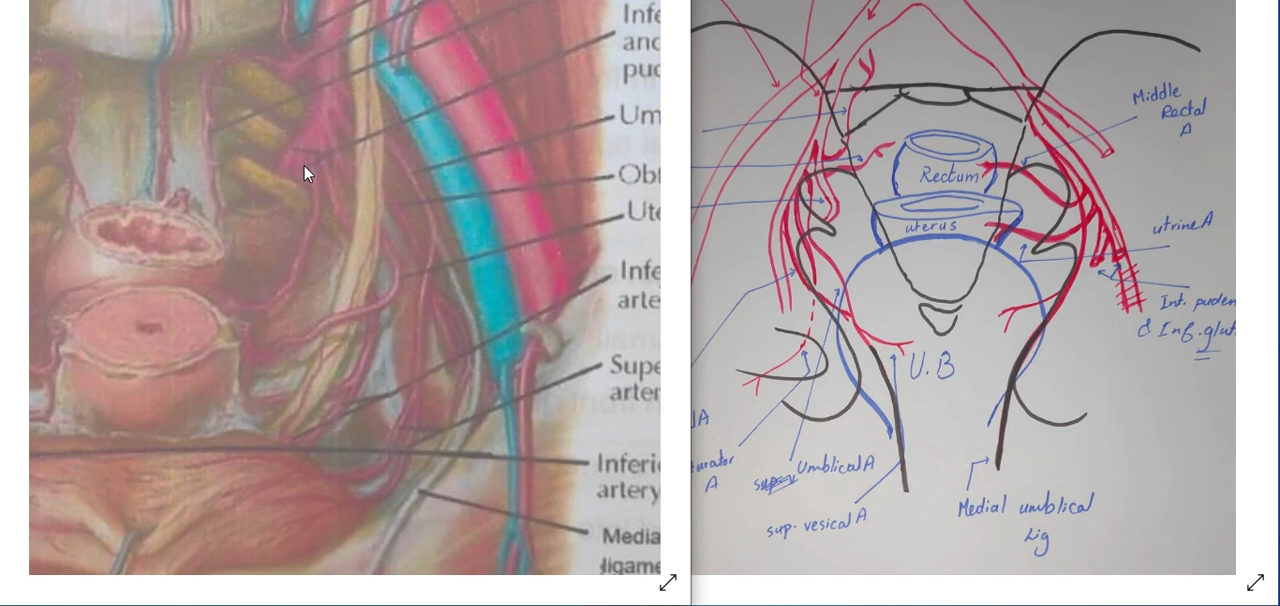 Infe
and
pud
Um
Obt
Ute
Infe
arte
Supe
arter
Inferi
artery
Media
ligame
Middle
Rectal
A
Rectum
uterus
utrine A
Int. puden
& Inf. glut
U.B
A
turator
A
Umblical A
sup. vesical A
Medial umblical
Lig